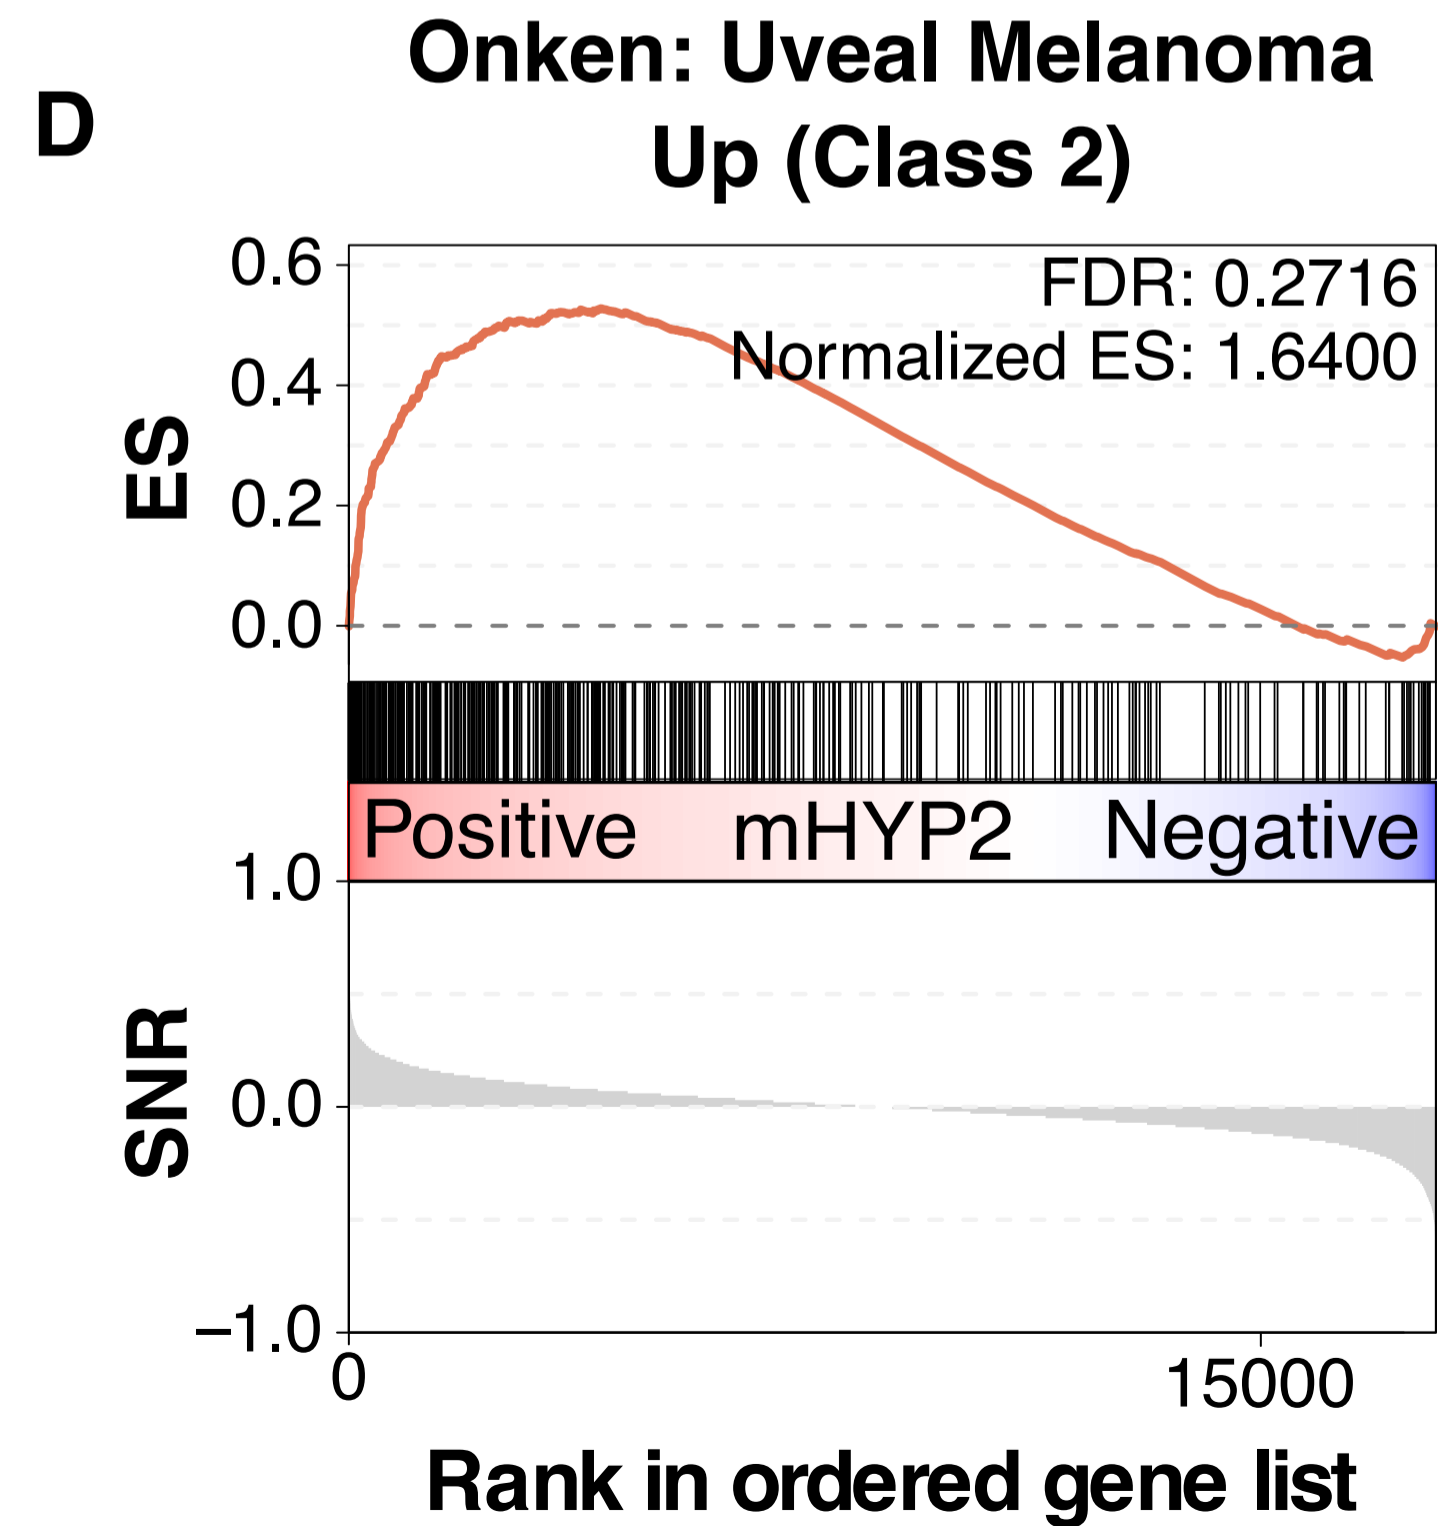 D
Onken: Uveal Melanoma
Up (Class 2)
ES
0.6
0.4
0.2
0.0
FDR: 0.2716
Normalized ES: 1.6400
Positive mHYP2 Negative
SNR
1.0
0.0
−1.0
0 15000
Rank in ordered gene list